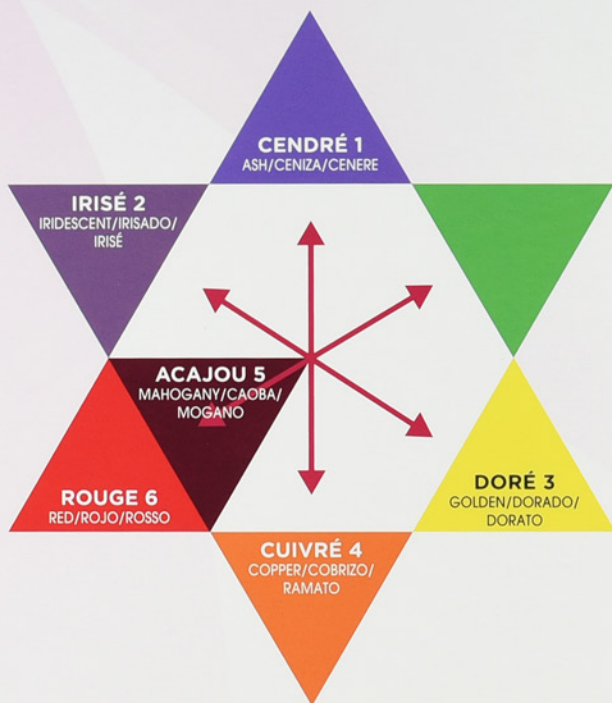 CENDRÉ 1
ASH/CENIZA/CENERE
IRISÉ 2
IRIDESCENT/IRISADO/
IRISÉ
ACAJOU 5
MAHOGANY/CAOBA/
MOGANO
ROUGE 6
RED/ROJO/ROSSO
DORÉ 3
GOLDEN/DORADO/
DORATO
CUIVRÉ 4
COPPER/COBRIZO/
RAMATO